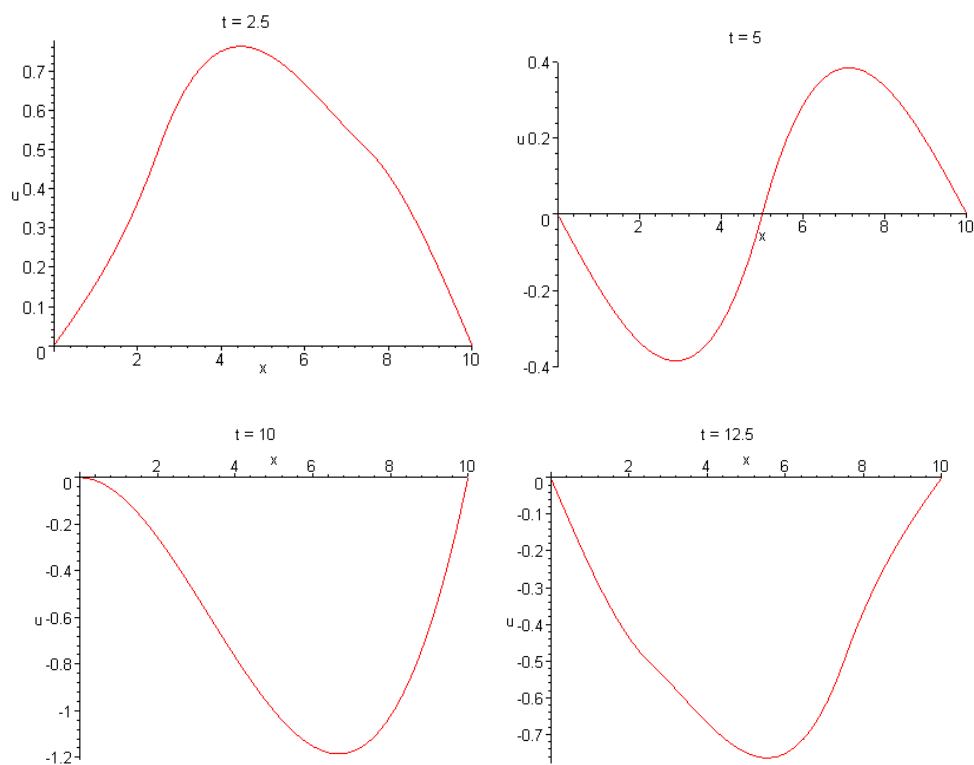 t = 2.5
0.7
0.6
0.5
u 0.4
0.3
0.2
0.1
0 2 4 6 8 10
x
t = 5
0.4
u 0.2
0 2 4 6 8 10
x
-0.2
-0.4
t = 10
x
2 4 6 8 10
0
-0.2
-0.4
u -0.6
-0.8
-1
-1.2
t = 12.5
x
2 4 6 8 10
0
-0.1
-0.2
-0.3
u -0.4
-0.5
-0.6
-0.7